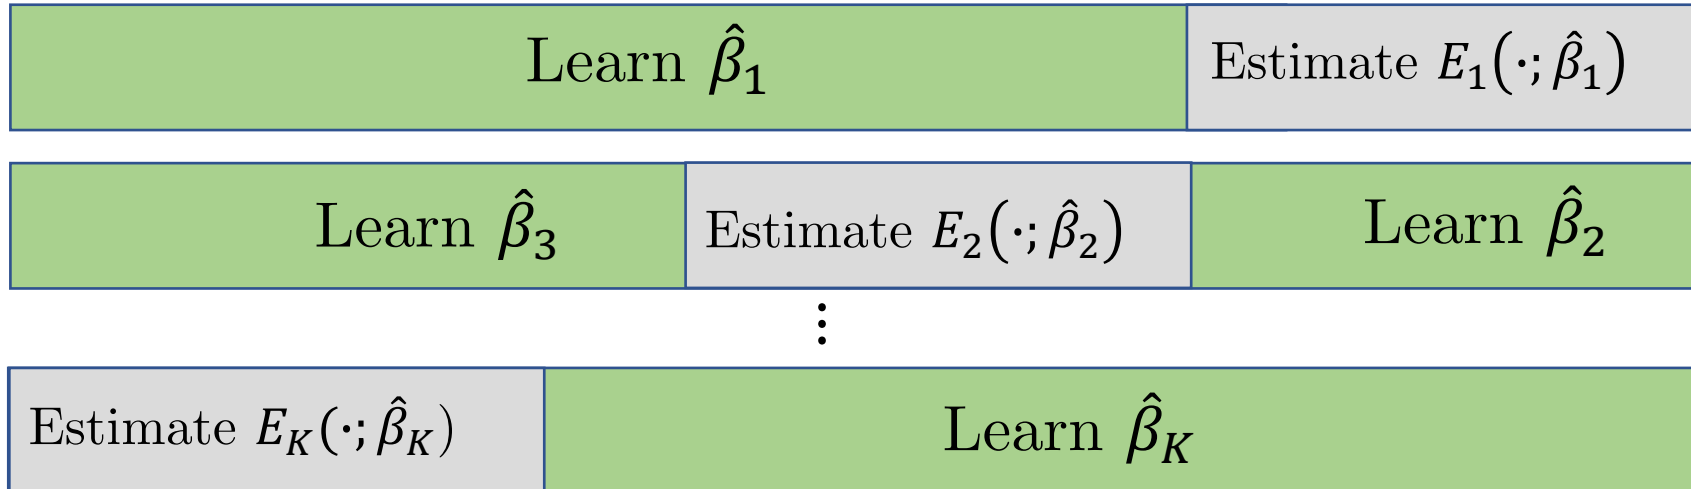 Learn β̂₁ Estimate E₁(·; β̂₁)
Learn β̂₃ Estimate E₂(·; β̂₂) Learn β̂₂
⋮
Estimate E_K(·; β̂_K) Learn β̂_K